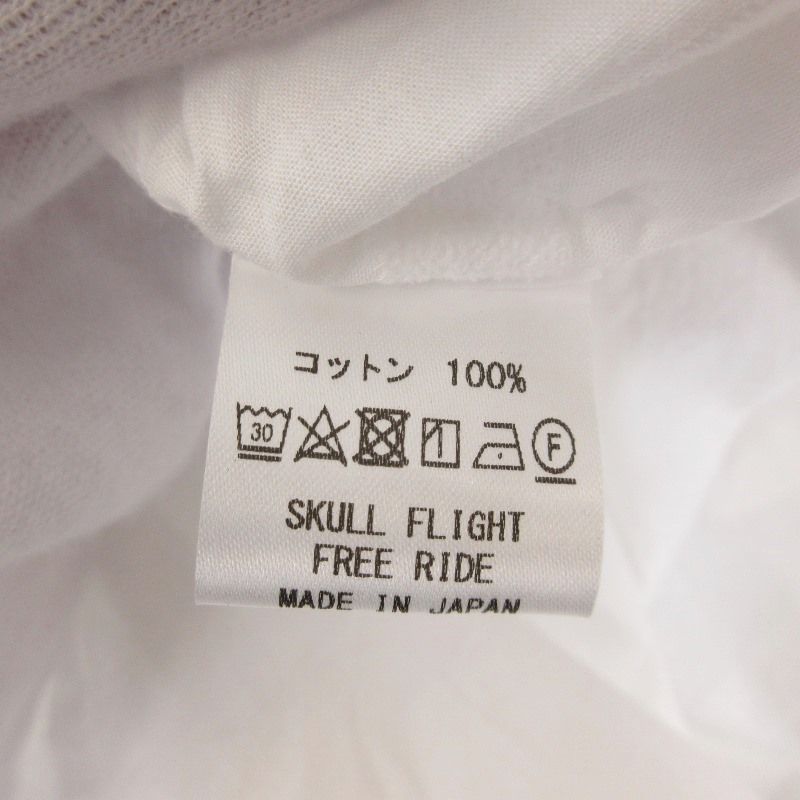 コットン 100%
30 F
SKULL FLIGHT
FREE RIDE
MADE IN JAPAN